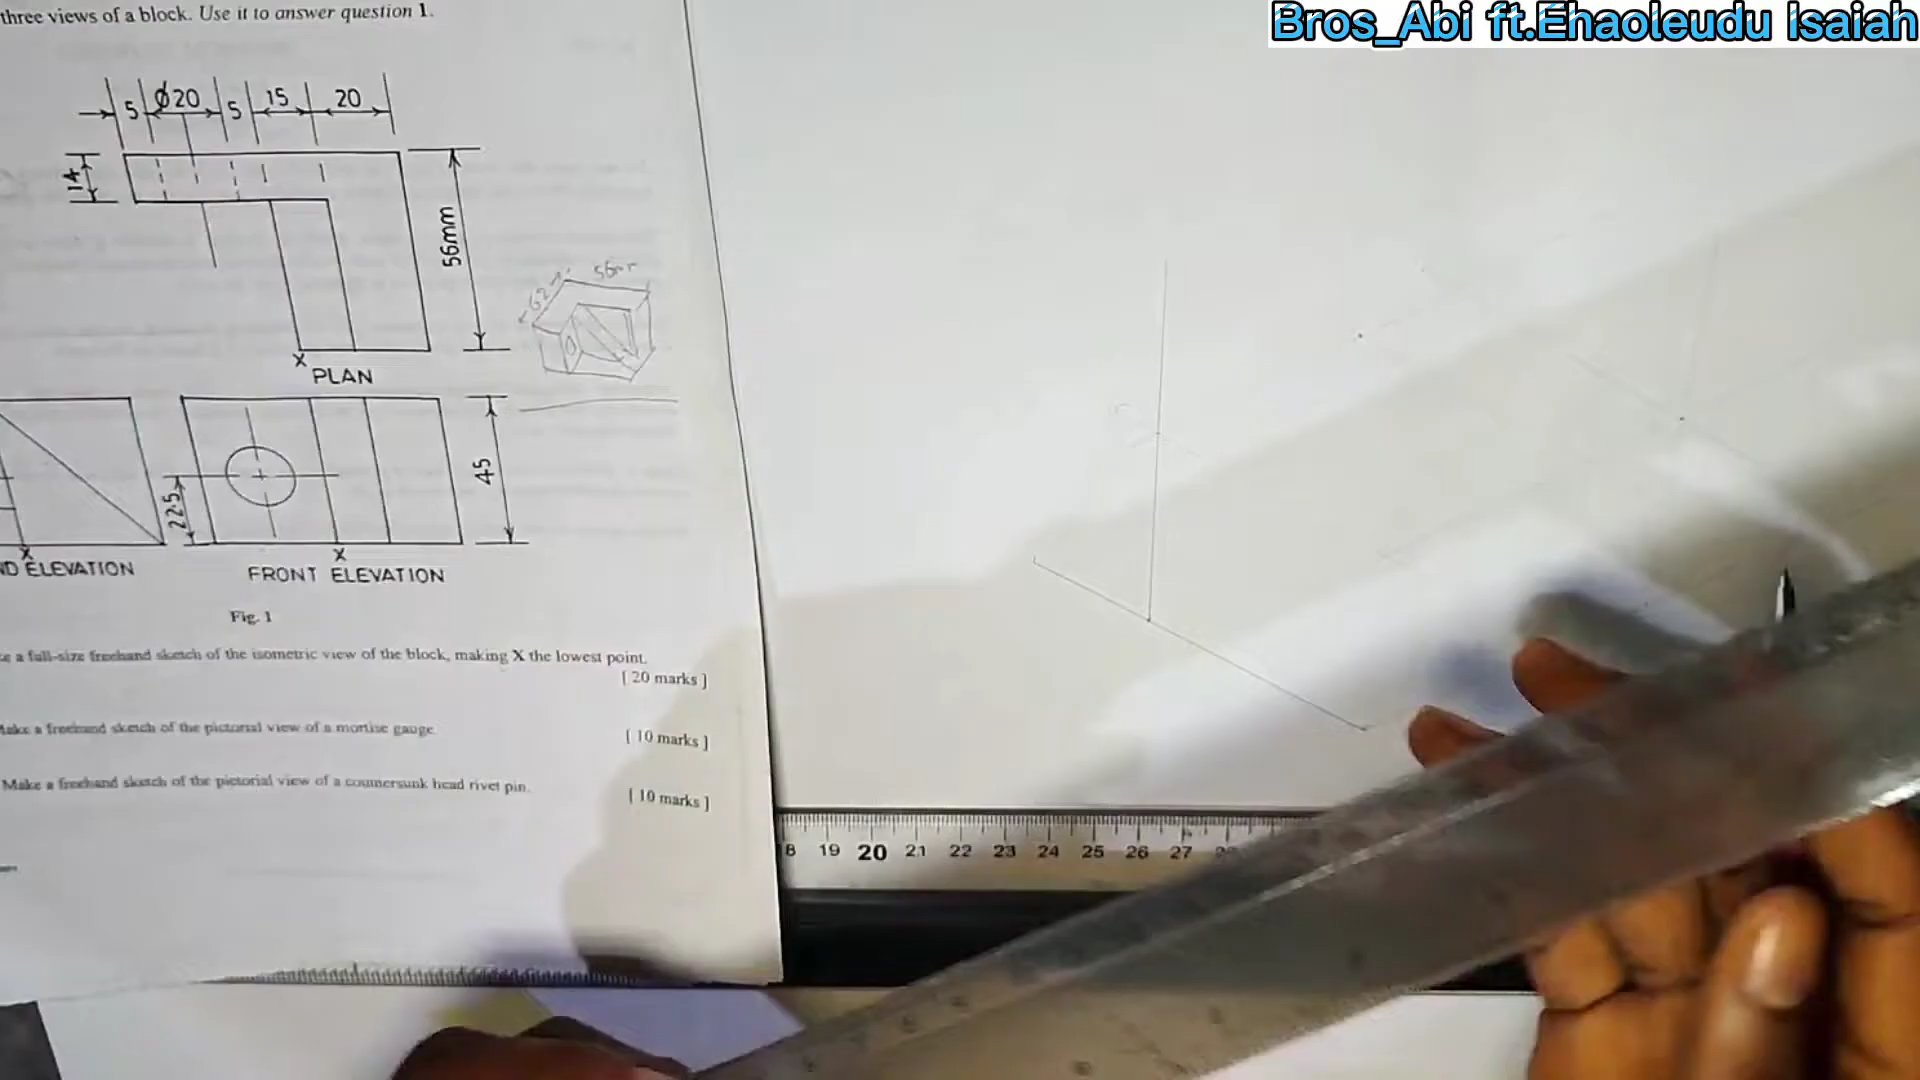 Bros_Abi ft.Ehaoleudu Isaiah
three views of a block. Use it to answer question 1.
5 Ø20 5 15 20
14
56mm
62 56
X
PLAN
22.5
45
X X
ELEVATION
FRONT ELEVATION
Fig. 1
a full-size freehand sketch of the isometric view of the block, making X the lowest point.
[ 20 marks ]
Make a freehand sketch of the pictorial view of a mortise gauge.
[ 10 marks ]
Make a freehand sketch of the pictorial view of a countersunk head rivet pin.
[ 10 marks ]
19 20 21 22 23 24 25 26 27